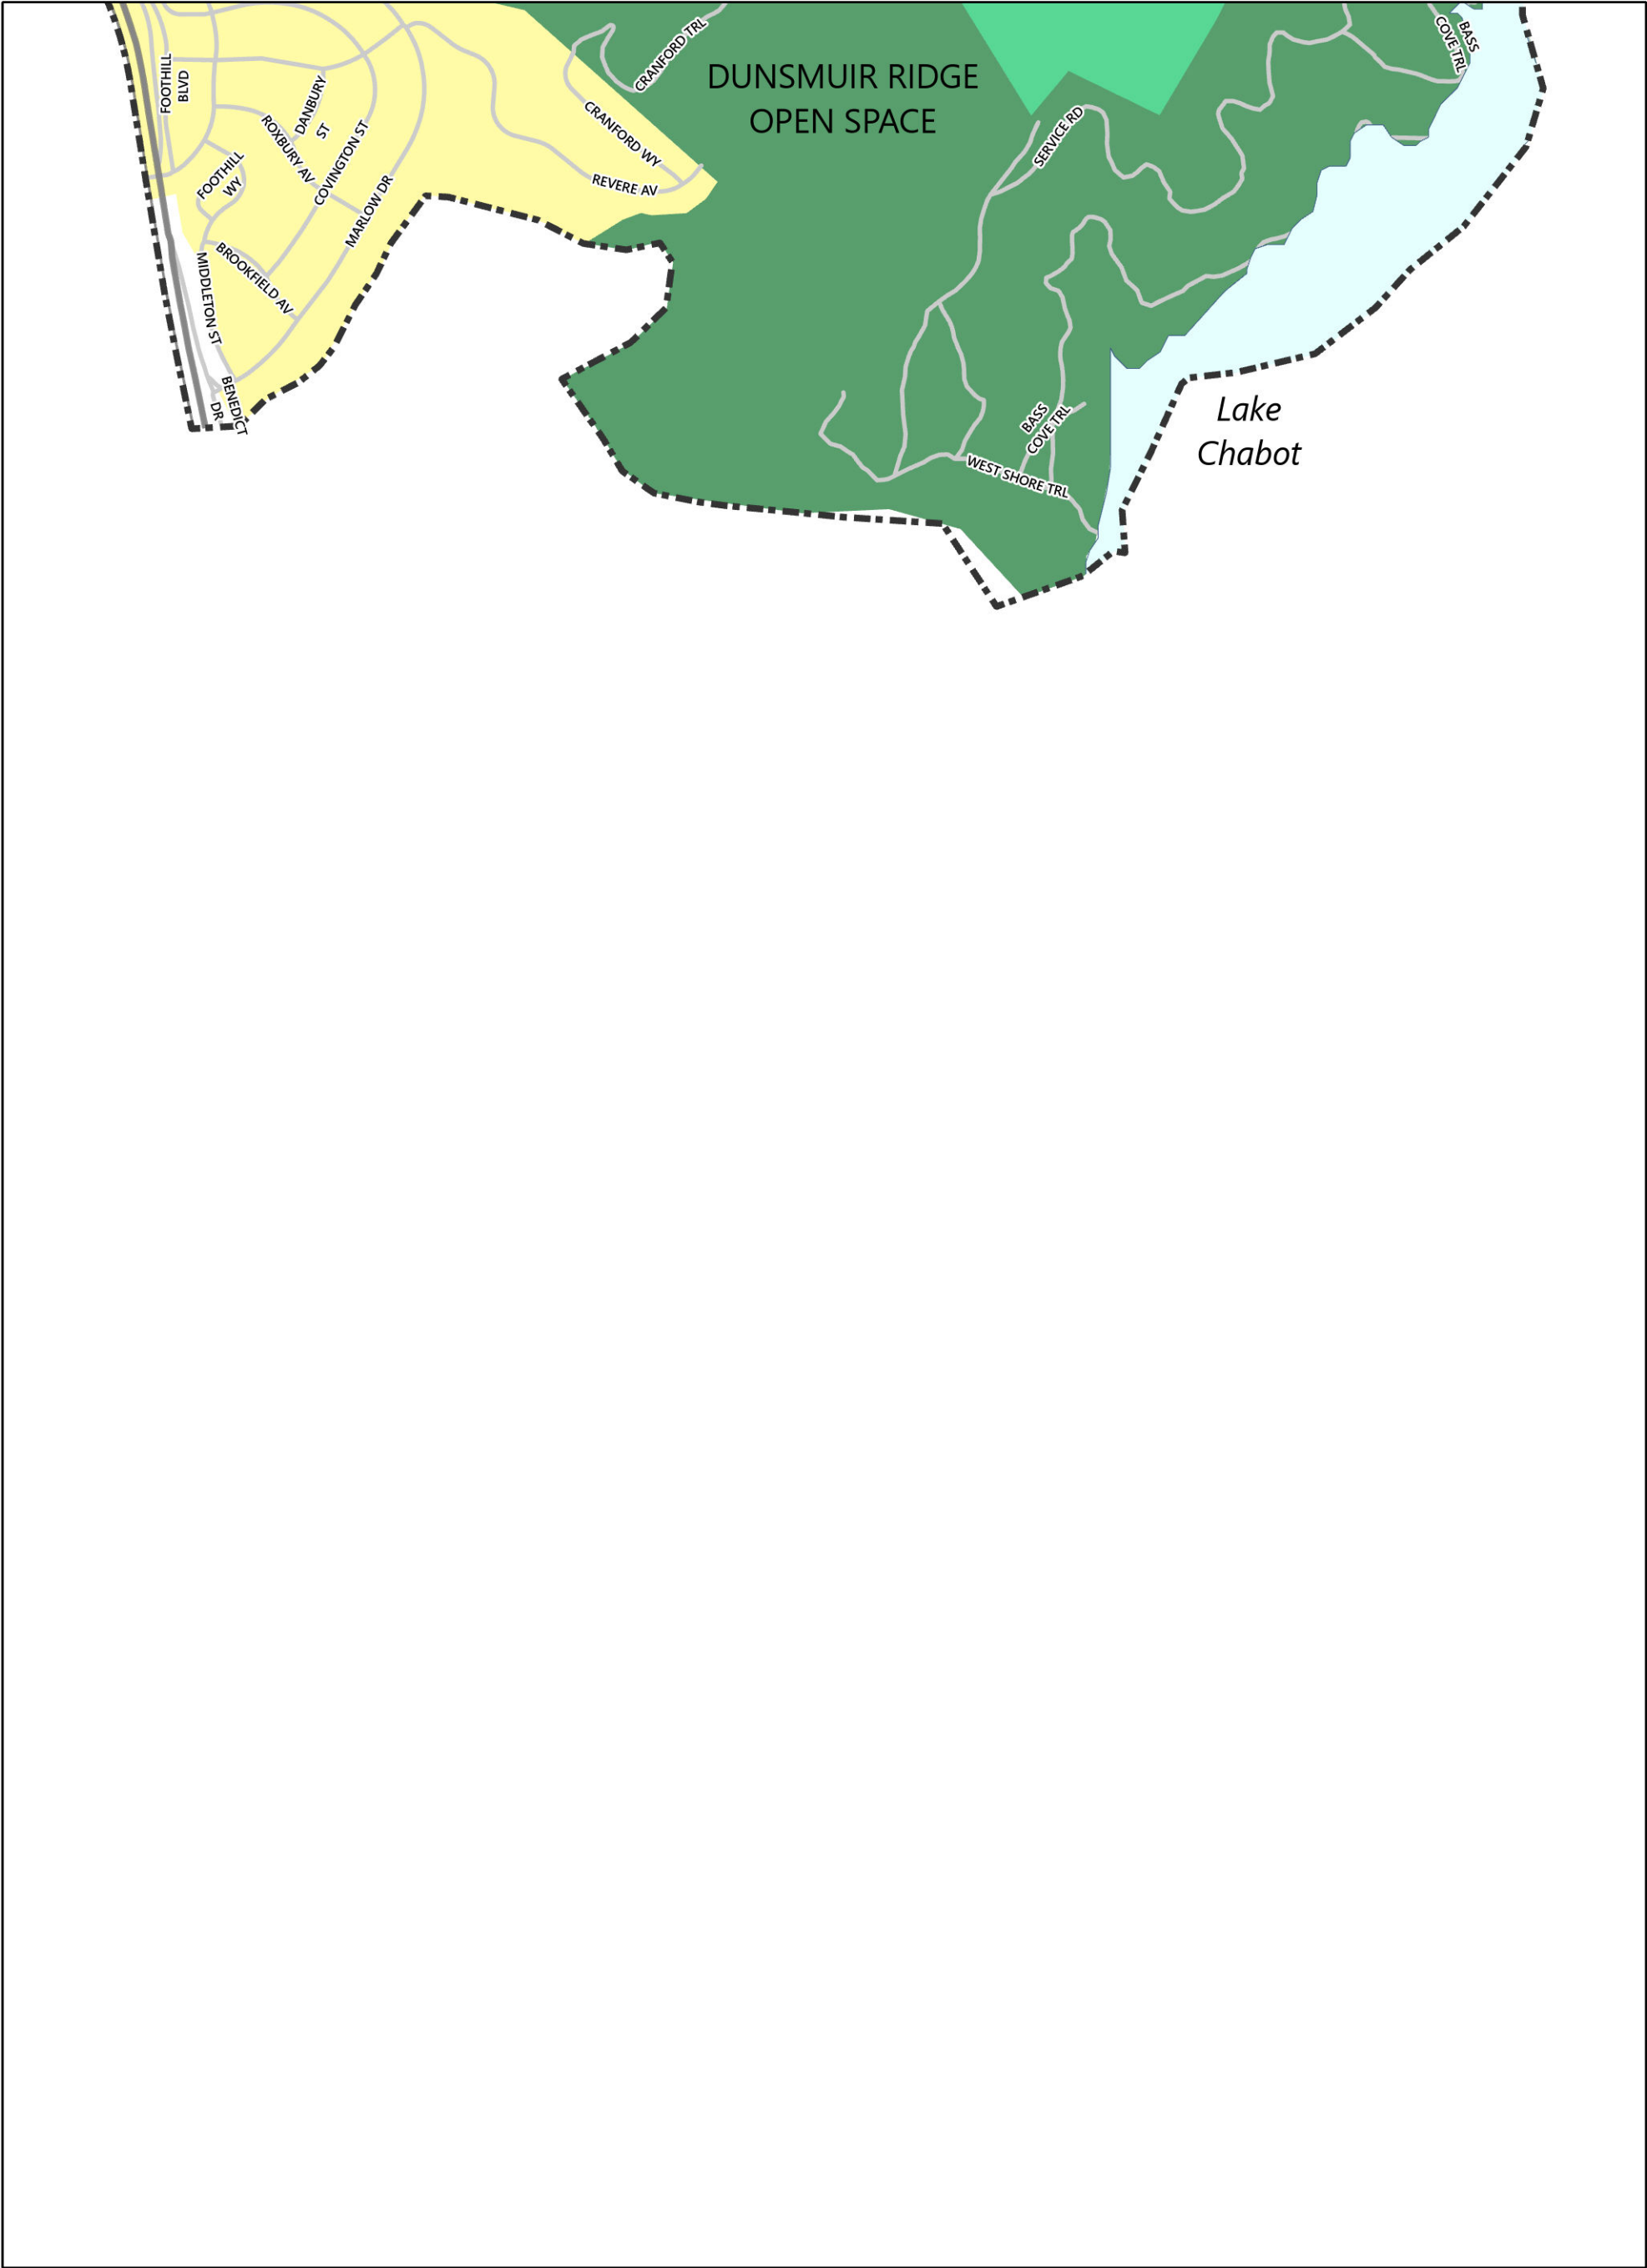 CRANFORD TRL
BASS
COVE TRL
FOOTHILL
BLVD
DANBURY
ST
DUNSMUIR RIDGE
OPEN SPACE
ROXBURY AV
COVINGTON ST
CRANFORD WY
SERVICE RD
FOOTHILL
WY
MARLOW DR
REVERE AV
BROOKFIELD AV
MIDDLETON ST
BENEDICT
DR
BASS
COVE TRL
Lake
Chabot
WEST SHORE TRL